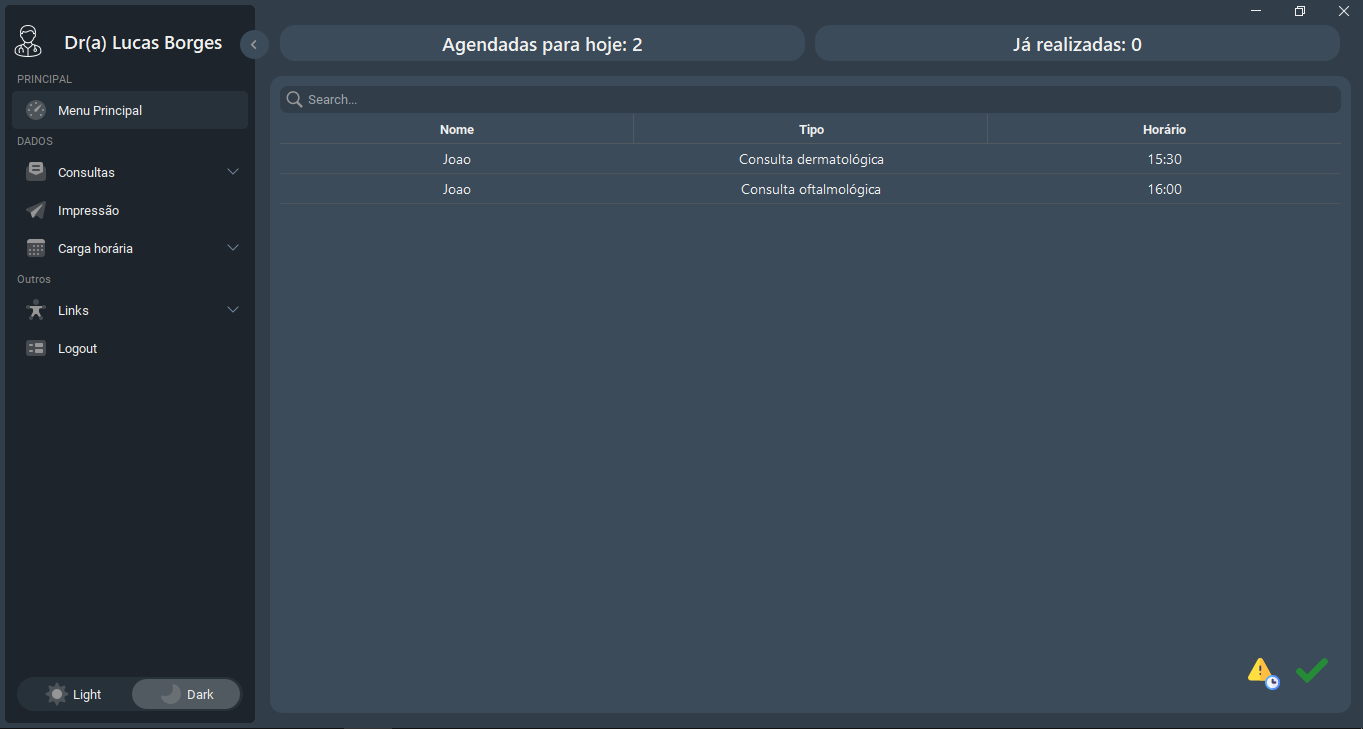 Dr(a) Lucas Borges
PRINCIPAL
Menu Principal
DADOS
Consultas
Impressão
Carga horária
Outros
Links
Logout
Light Dark
Agendadas para hoje: 2 Já realizadas: 0
Search...
Nome Tipo Horário
Joao Consulta dermatológica 15:30
Joao Consulta oftalmológica 16:00